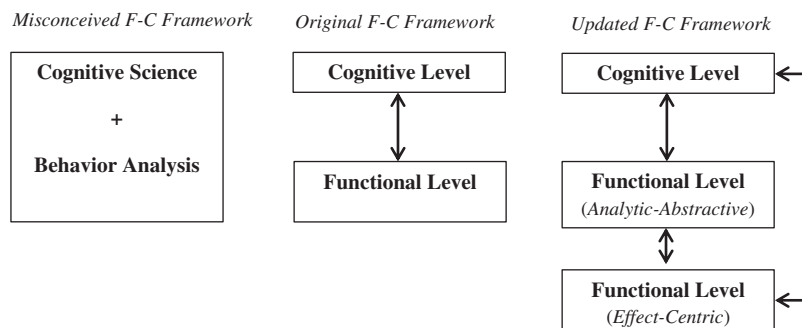 Misconceived F-C Framework
Cognitive Science
+
Behavior Analysis
Original F-C Framework
Cognitive Level
Functional Level
Updated F-C Framework
Cognitive Level
Functional Level
(Analytic-Abstractive)
Functional Level
(Effect-Centric)